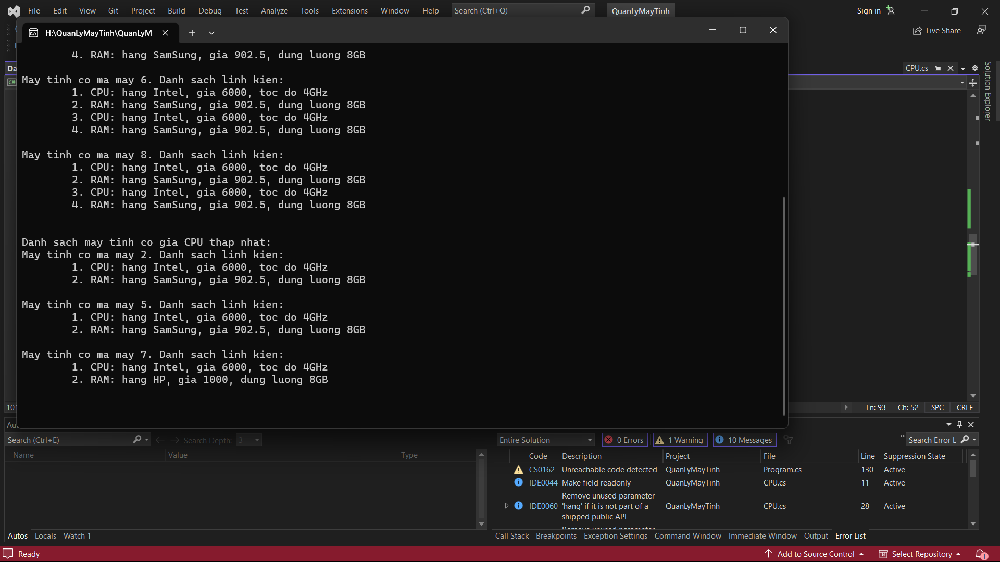 File Edit View Git Project Build Debug Test Analyze Tools Extensions Window Help Search (Ctrl+Q) QuanLyMayTinh Sign in
H:\QuanLyMayTinh\QuanLyM
Live Share
4. RAM: hang SamSung, gia 902.5, dung luong 8GB
Da
CPU.cs
C#
Solution Explorer
May tinh co ma may 6. Danh sach linh kien:
1. CPU: hang Intel, gia 6000, toc do 4GHz
2. RAM: hang SamSung, gia 902.5, dung luong 8GB
3. CPU: hang Intel, gia 6000, toc do 4GHz
4. RAM: hang SamSung, gia 902.5, dung luong 8GB
May tinh co ma may 8. Danh sach linh kien:
1. CPU: hang Intel, gia 6000, toc do 4GHz
2. RAM: hang SamSung, gia 902.5, dung luong 8GB
3. CPU: hang Intel, gia 6000, toc do 4GHz
4. RAM: hang SamSung, gia 902.5, dung luong 8GB
Danh sach may tinh co gia CPU thap nhat:
May tinh co ma may 2. Danh sach linh kien:
1. CPU: hang Intel, gia 6000, toc do 4GHz
2. RAM: hang SamSung, gia 902.5, dung luong 8GB
May tinh co ma may 5. Danh sach linh kien:
1. CPU: hang Intel, gia 6000, toc do 4GHz
2. RAM: hang SamSung, gia 902.5, dung luong 8GB
May tinh co ma may 7. Danh sach linh kien:
1. CPU: hang Intel, gia 6000, toc do 4GHz
2. RAM: hang HP, gia 1000, dung luong 8GB
101 Ln: 93 Ch: 52 SPC CRLF
Search (Ctrl+E) Search Depth: 3
Name Value Type
Entire Solution 0 Errors 1 Warning 10 Messages Search Error L
Code Description Project File Line Suppression State
CS0162 Unreachable code detected QuanLyMayTinh Program.cs 130 Active
IDE0044 Make field readonly QuanLyMayTinh CPU.cs 11 Active
Remove unused parameter
IDE0060 'hang' if it is not part of a QuanLyMayTinh CPU.cs 28 Active
shipped public API
Remove unused parameter
Autos Locals Watch 1
Call Stack Breakpoints Exception Settings Command Window Immediate Window Output Error List
Ready Add to Source Control Select Repository 1